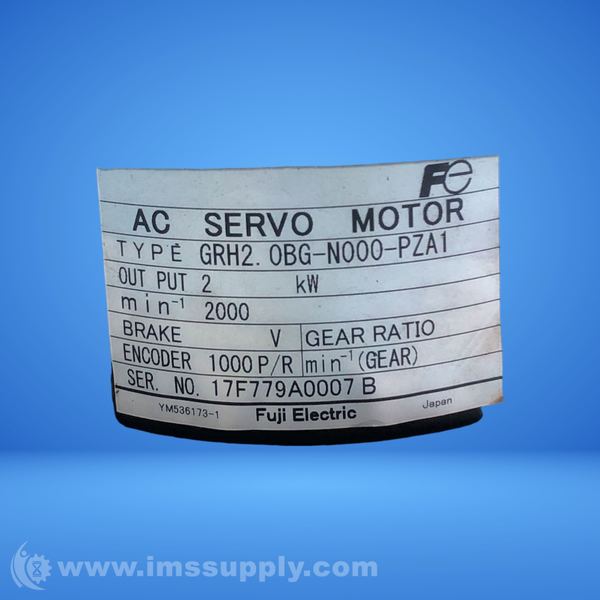 Fe
AC SERVO MOTOR
TYPE GRH2.0BG-N000-PZA1
OUT PUT 2 kW
min-1 2000
BRAKE V GEAR RATIO
ENCODER 1000P/R min-1 (GEAR)
SER. NO. 17F779A0007B
YM536173-1 Fuji Electric Japan
www.imssupply.com